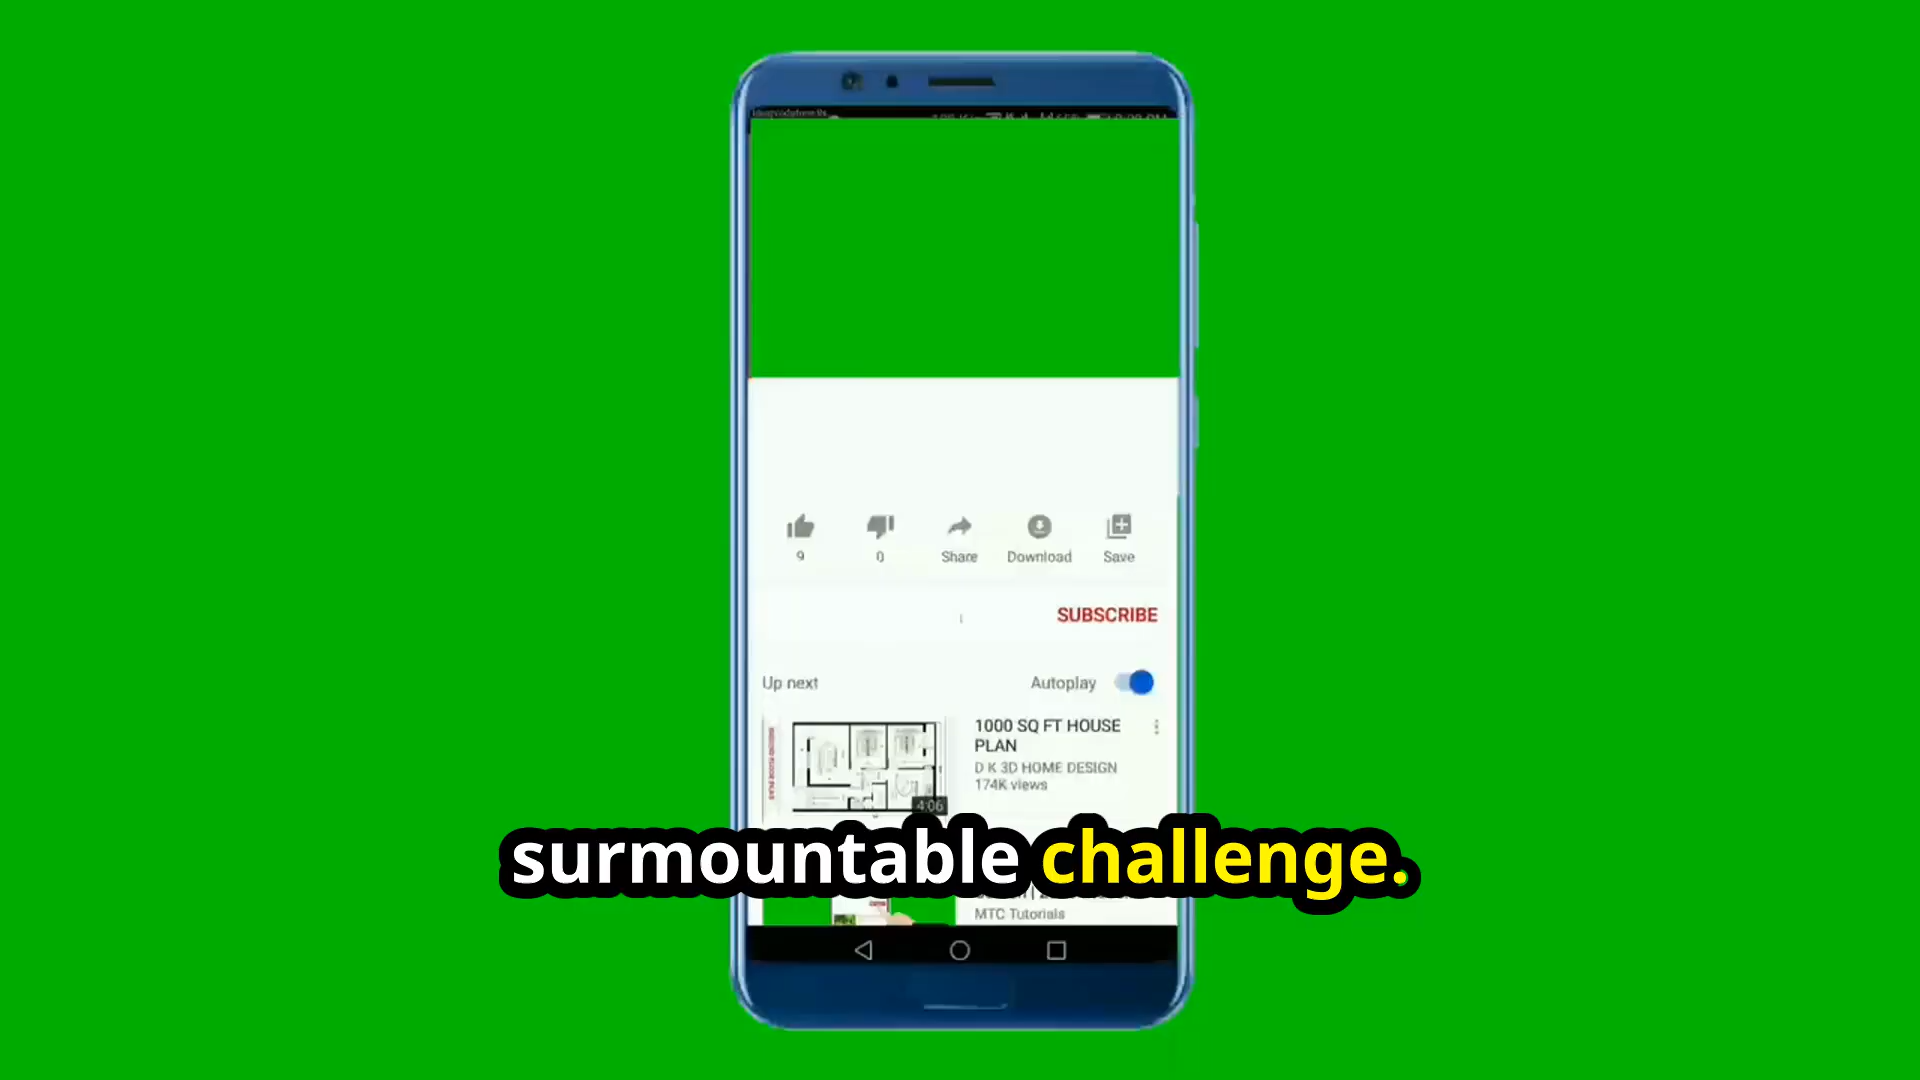 9
0
Share
Download
Save
SUBSCRIBE
Up next
Autoplay
1000 SQ FT HOUSE
PLAN
D K 3D HOME DESIGN
174K views
4:06
surmountable challenge.
MTC Tutorials